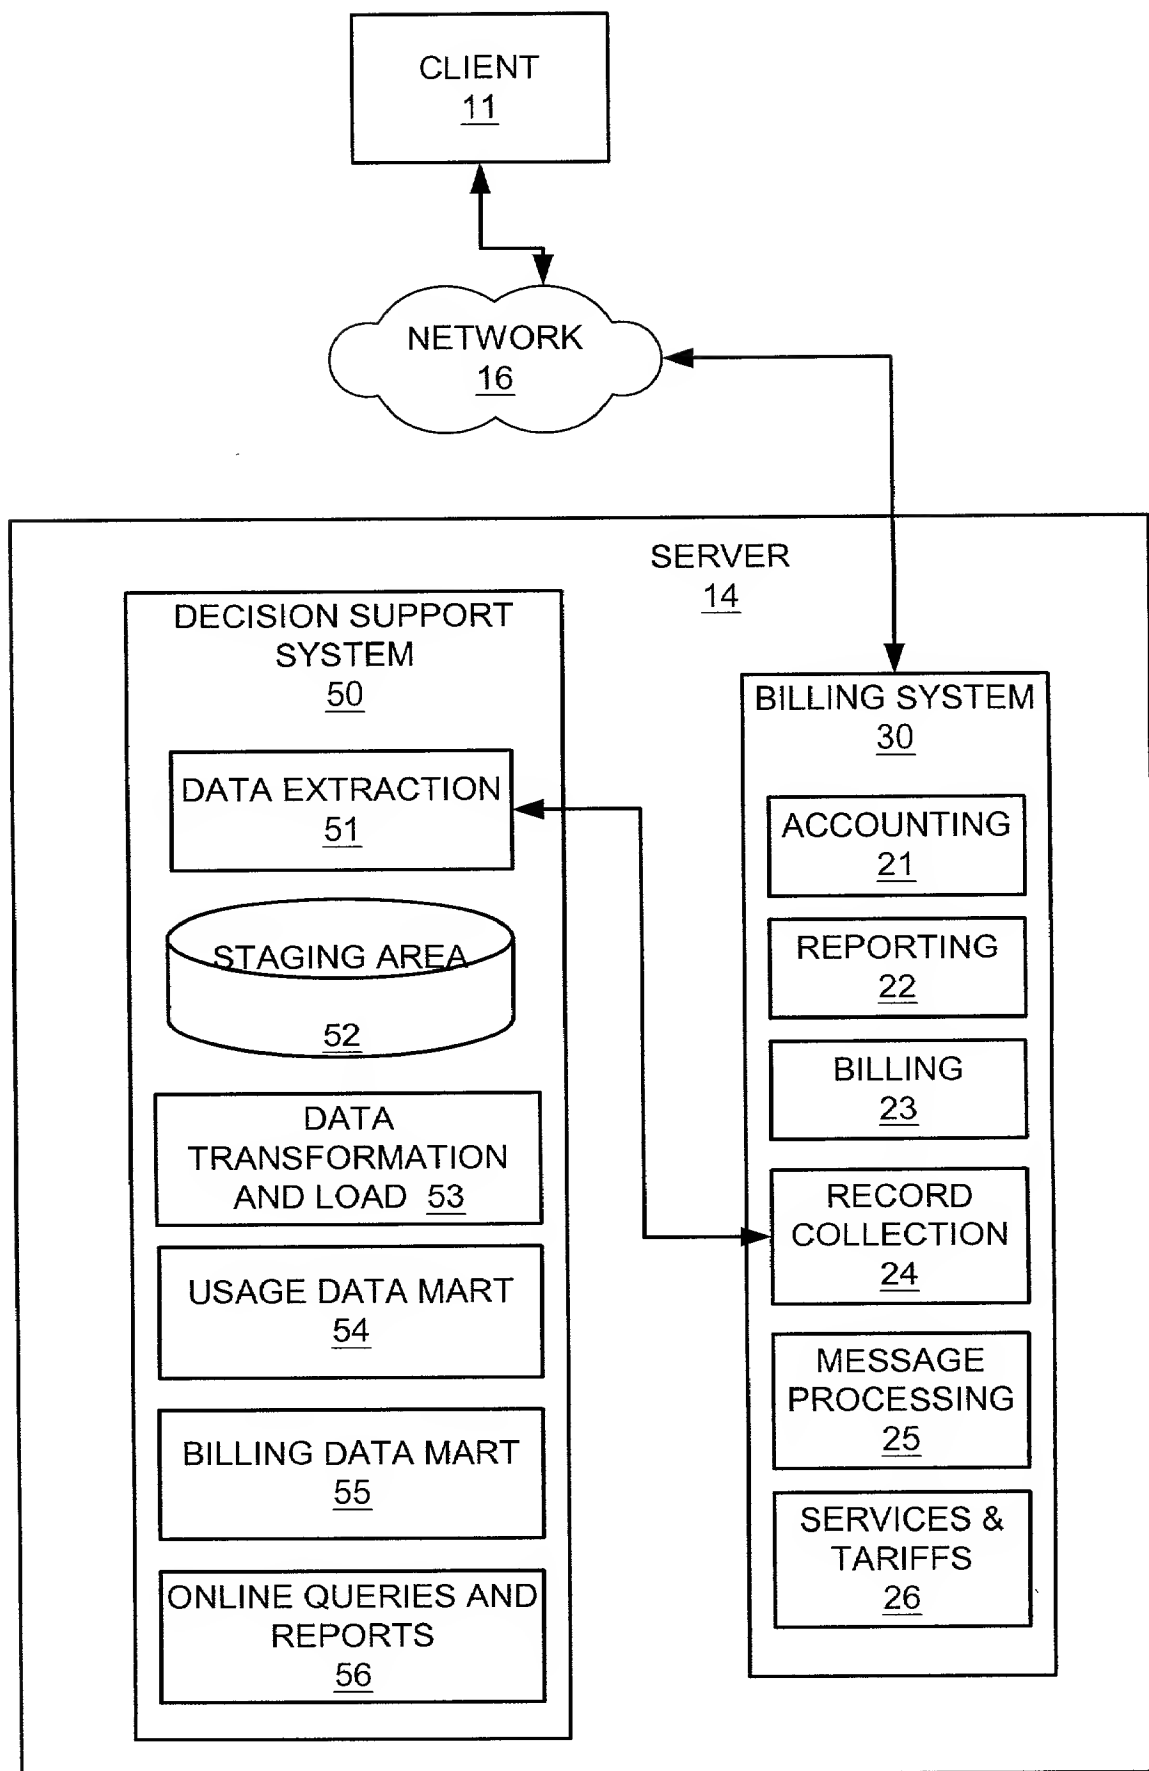 CLIENT
11
NETWORK
16
SERVER
14
DECISION SUPPORT
SYSTEM
50
DATA EXTRACTION
51
STAGING AREA
52
DATA
TRANSFORMATION
AND LOAD 53
USAGE DATA MART
54
BILLING DATA MART
55
ONLINE QUERIES AND
REPORTS
56
BILLING SYSTEM
30
ACCOUNTING
21
REPORTING
22
BILLING
23
RECORD
COLLECTION
24
MESSAGE
PROCESSING
25
SERVICES &
TARIFFS
26